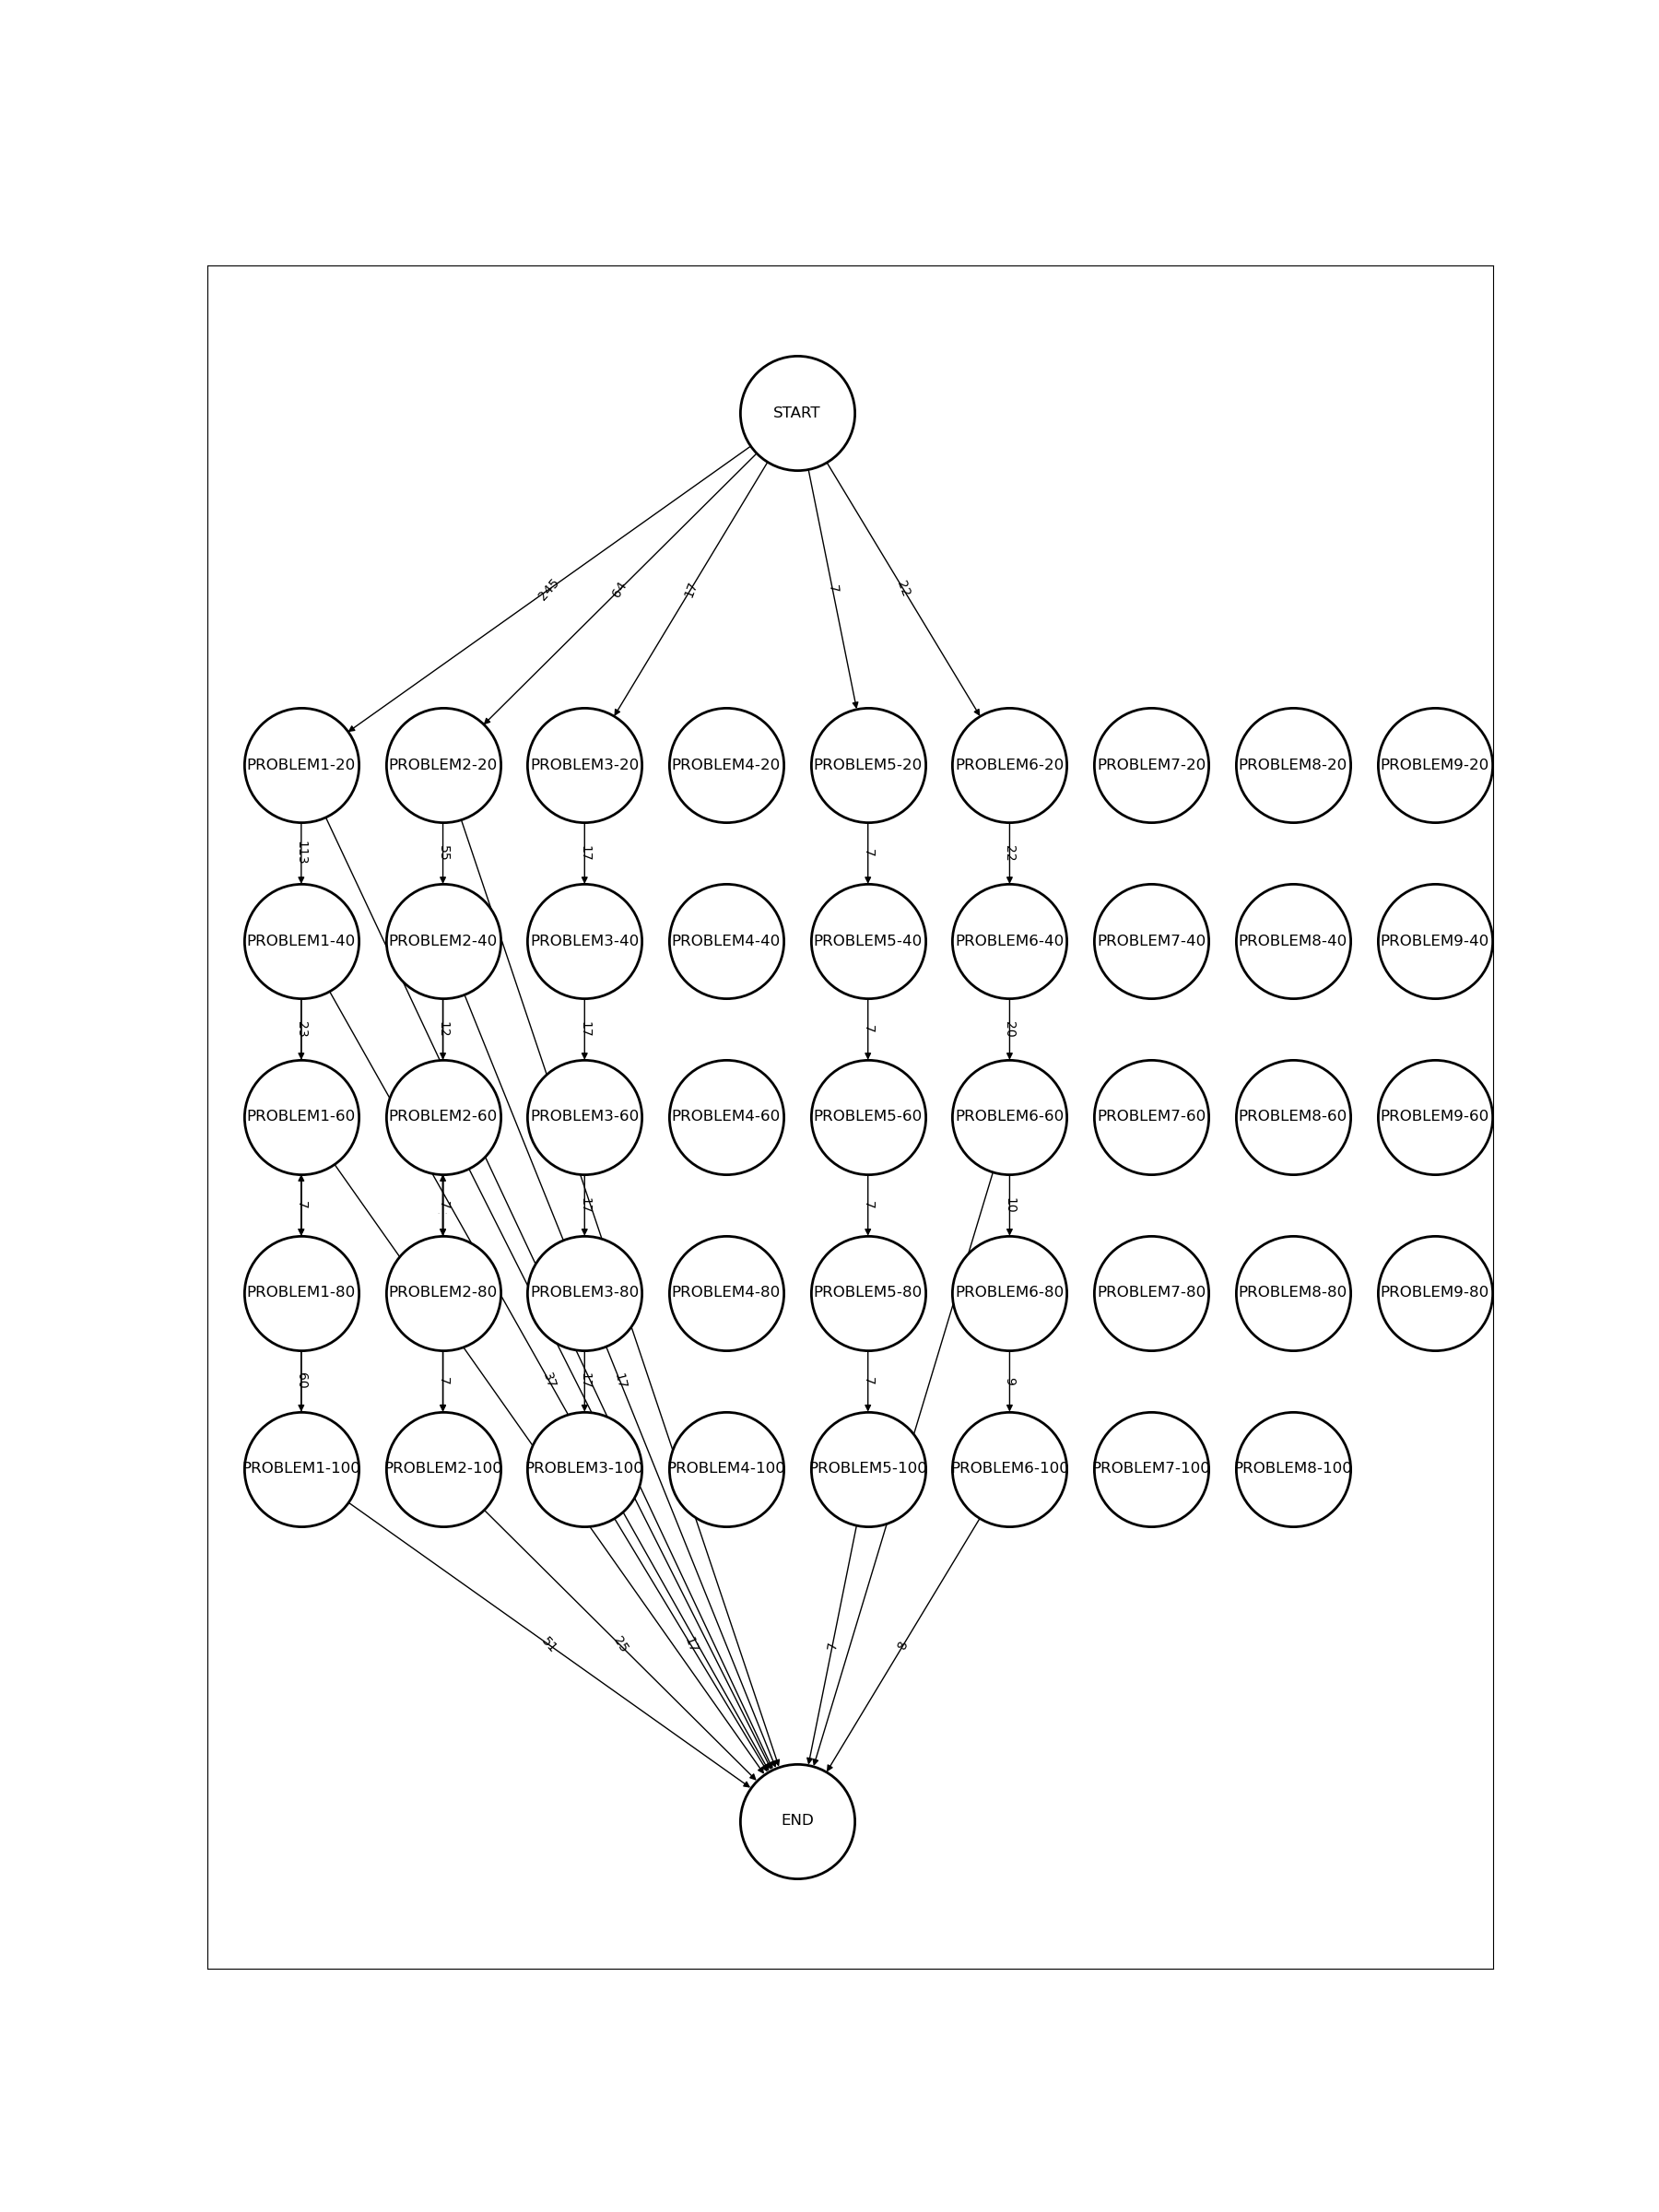 START
245 64 17 7 22
PROBLEM1-20 PROBLEM2-20 PROBLEM3-20 PROBLEM4-20 PROBLEM5-20 PROBLEM6-20 PROBLEM7-20 PROBLEM8-20 PROBLEM9-20
113 55 17 7 22
PROBLEM1-40 PROBLEM2-40 PROBLEM3-40 PROBLEM4-40 PROBLEM5-40 PROBLEM6-40 PROBLEM7-40 PROBLEM8-40 PROBLEM9-40
23 12 17 7 20
PROBLEM1-60 PROBLEM2-60 PROBLEM3-60 PROBLEM4-60 PROBLEM5-60 PROBLEM6-60 PROBLEM7-60 PROBLEM8-60 PROBLEM9-60
7 7 17 7 10
PROBLEM1-80 PROBLEM2-80 PROBLEM3-80 PROBLEM4-80 PROBLEM5-80 PROBLEM6-80 PROBLEM7-80 PROBLEM8-80 PROBLEM9-80
60 7 37 17 17 7 9
PROBLEM1-100 PROBLEM2-100 PROBLEM3-100 PROBLEM4-100 PROBLEM5-100 PROBLEM6-100 PROBLEM7-100 PROBLEM8-100
51 25 17 7 8
END